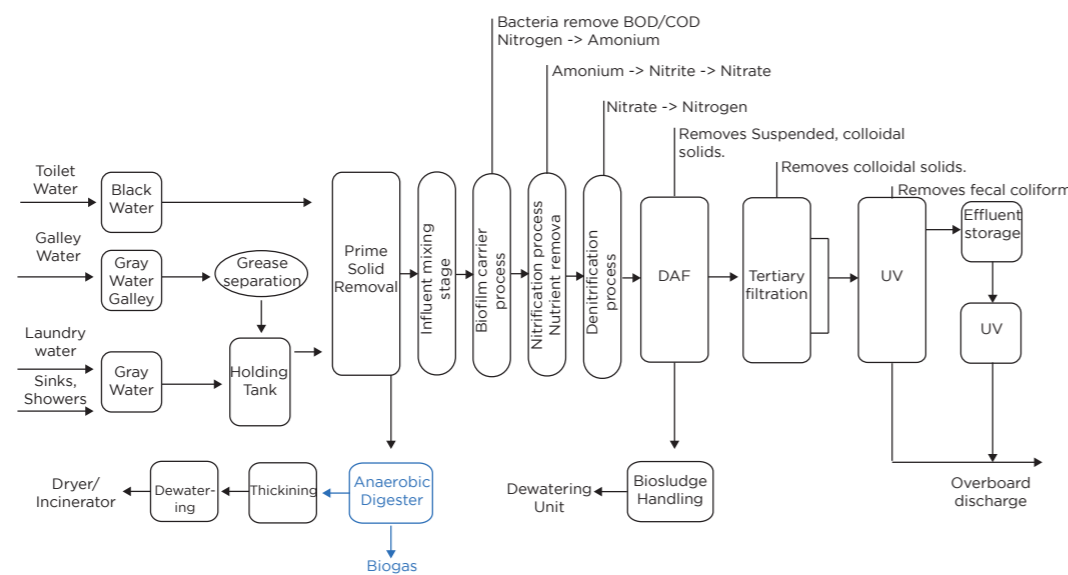 Bacteria remove BOD/COD
Nitrogen -> Amonium
Amonium -> Nitrite -> Nitrate
Nitrate -> Nitrogen
Removes Suspended, colloidal
solids.
Removes colloidal solids.
Removes fecal coliform
Toilet
Water
Black
Water
Galley
Water
Gray
Water
Galley
Grease
separation
Laundry
water
Sinks,
Showers
Gray
Water
Holding
Tank
Prime
Solid
Removal
Influent mixing
stage
Biofilm carrier
process
Nitrification process
Nutrient remova
Denitrification
process
DAF
Tertiary
filtration
UV
Effluent
storage
UV
Overboard
discharge
Dryer/
Incinerator
Dewater-
ing
Thickining
Anaerobic
Digester
Biogas
Dewatering
Unit
Biosludge
Handling